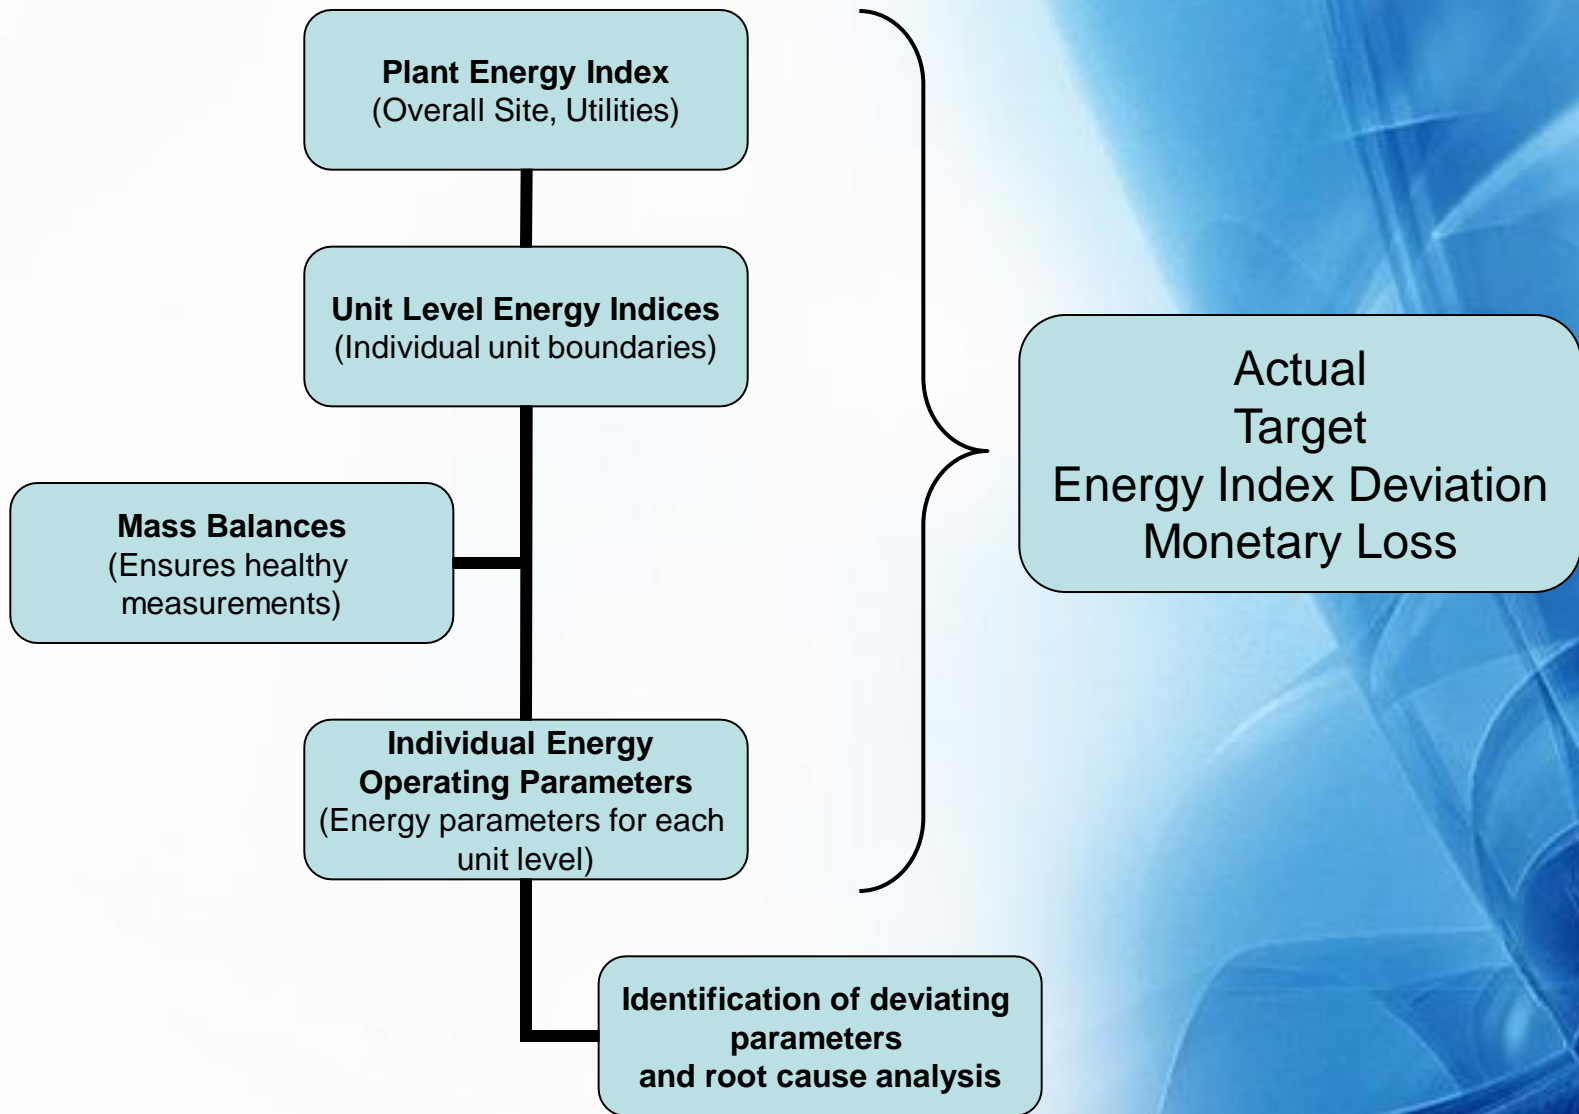 Plant Energy Index
(Overall Site, Utilities)
Unit Level Energy Indices
(Individual unit boundaries)
Mass Balances
(Ensures healthy
measurements)
Individual Energy
Operating Parameters
(Energy parameters for each
unit level)
Identification of deviating
parameters
and root cause analysis
Actual
Target
Energy Index Deviation
Monetary Loss